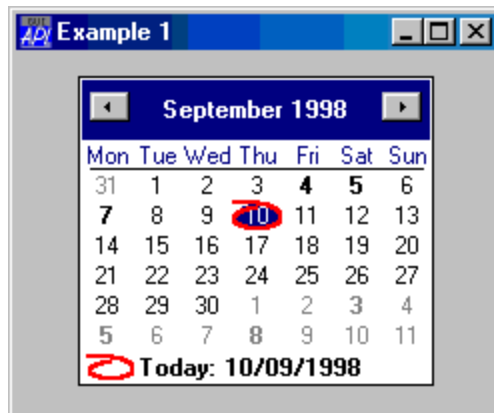 Example 1
September 1998
Mon Tue Wed Thu Fri Sat Sun
31 1 2 3 4 5 6
7 8 9 10 11 12 13
14 15 16 17 18 19 20
21 22 23 24 25 26 27
28 29 30 1 2 3 4
5 6 7 8 9 10 11
Today: 10/09/1998